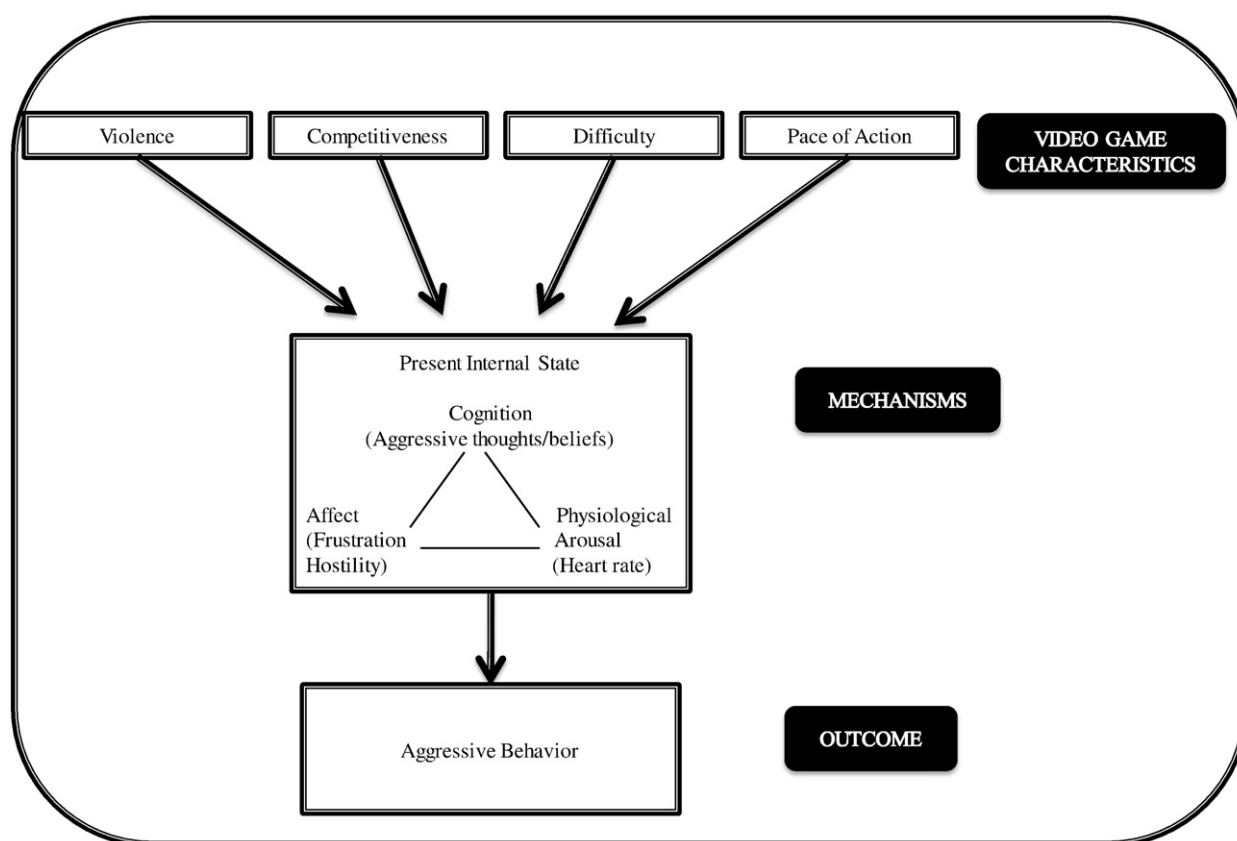 Violence
Competitiveness
Difficulty
Pace of Action
VIDEO GAME
CHARACTERISTICS
Present Internal State
Cognition
(Aggressive thoughts/beliefs)
Affect
(Frustration
Hostility)
Physiological
Arousal
(Heart rate)
MECHANISMS
Aggressive Behavior
OUTCOME